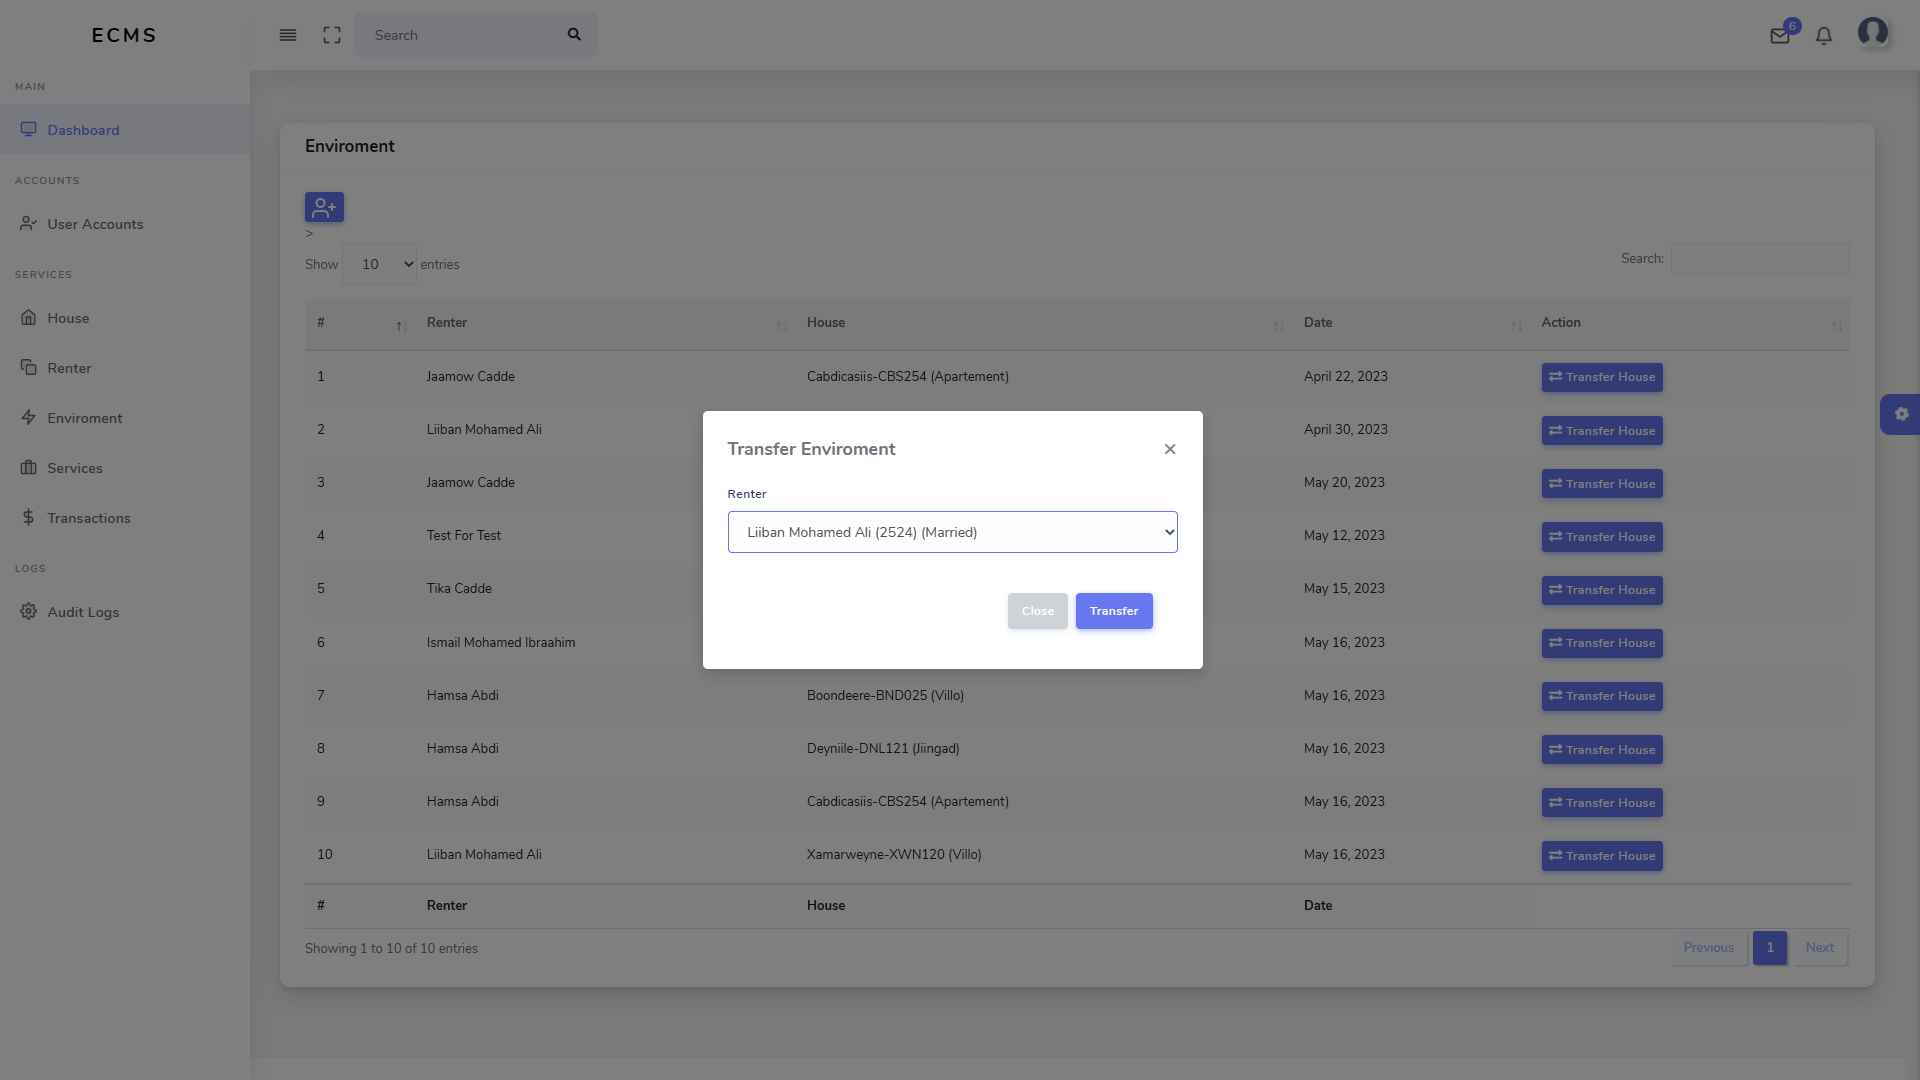 ECMS
Search
6
MAIN
Dashboard
ACCOUNTS
User Accounts
SERVICES
House
Renter
Enviroment
Services
Transactions
LOGS
Audit Logs
Enviroment
>
Show 10 entries
Search:
# Renter House Date Action
1 Jaamow Cadde Cabdicasiis-CBS254 (Apartement) April 22, 2023 Transfer House
2 Liiban Mohamed Ali April 30, 2023 Transfer House
3 Jaamow Cadde May 20, 2023 Transfer House
4 Test For Test May 12, 2023 Transfer House
5 Tika Cadde May 15, 2023 Transfer House
6 Ismail Mohamed Ibraahim May 16, 2023 Transfer House
7 Hamsa Abdi Boondeere-BND025 (Villo) May 16, 2023 Transfer House
8 Hamsa Abdi Deyniile-DNL121 (Jiingad) May 16, 2023 Transfer House
9 Hamsa Abdi Cabdicasiis-CBS254 (Apartement) May 16, 2023 Transfer House
10 Liiban Mohamed Ali Xamarweyne-XWN120 (Villo) May 16, 2023 Transfer House
# Renter House Date
Showing 1 to 10 of 10 entries
Previous 1 Next
Transfer Enviroment
×
Renter
Liiban Mohamed Ali (2524) (Married)
Close Transfer